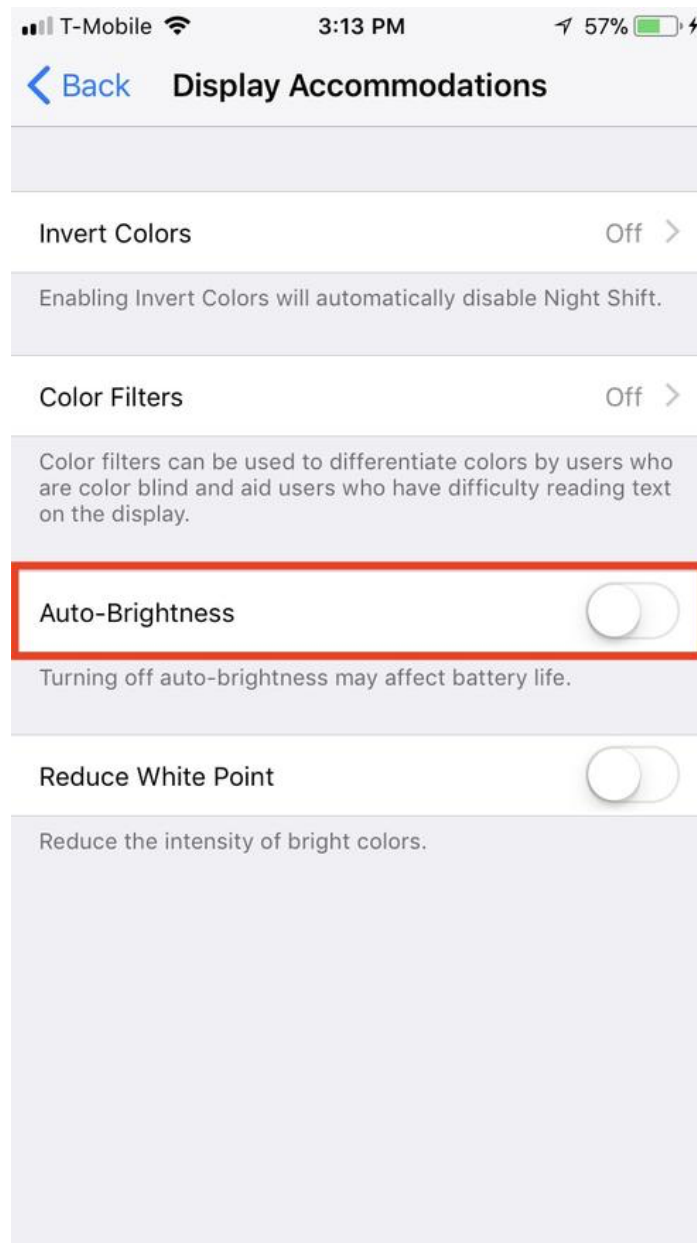 T-Mobile 3:13 PM 57%
Back Display Accommodations
Invert Colors Off
Enabling Invert Colors will automatically disable Night Shift.
Color Filters Off
Color filters can be used to differentiate colors by users who
are color blind and aid users who have difficulty reading text
on the display.
Auto-Brightness
Turning off auto-brightness may affect battery life.
Reduce White Point
Reduce the intensity of bright colors.